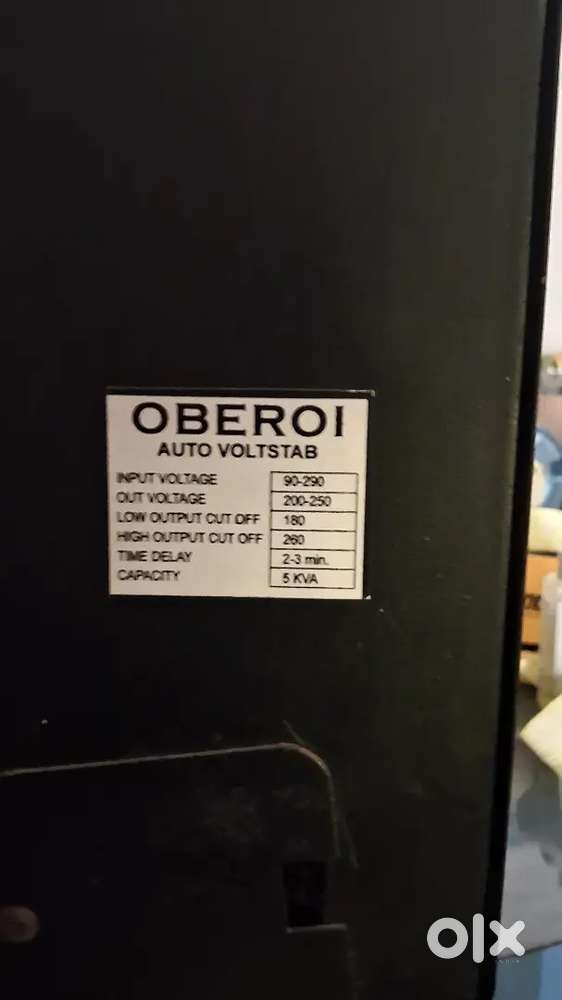 OBEROI
AUTO VOLTSTAB
INPUT VOLTAGE 90-290
OUT VOLTAGE 200-250
LOW OUTPUT CUT OFF 180
HIGH OUTPUT CUT OFF 260
TIME DELAY 2-3 min.
CAPACITY 5 KVA
olx